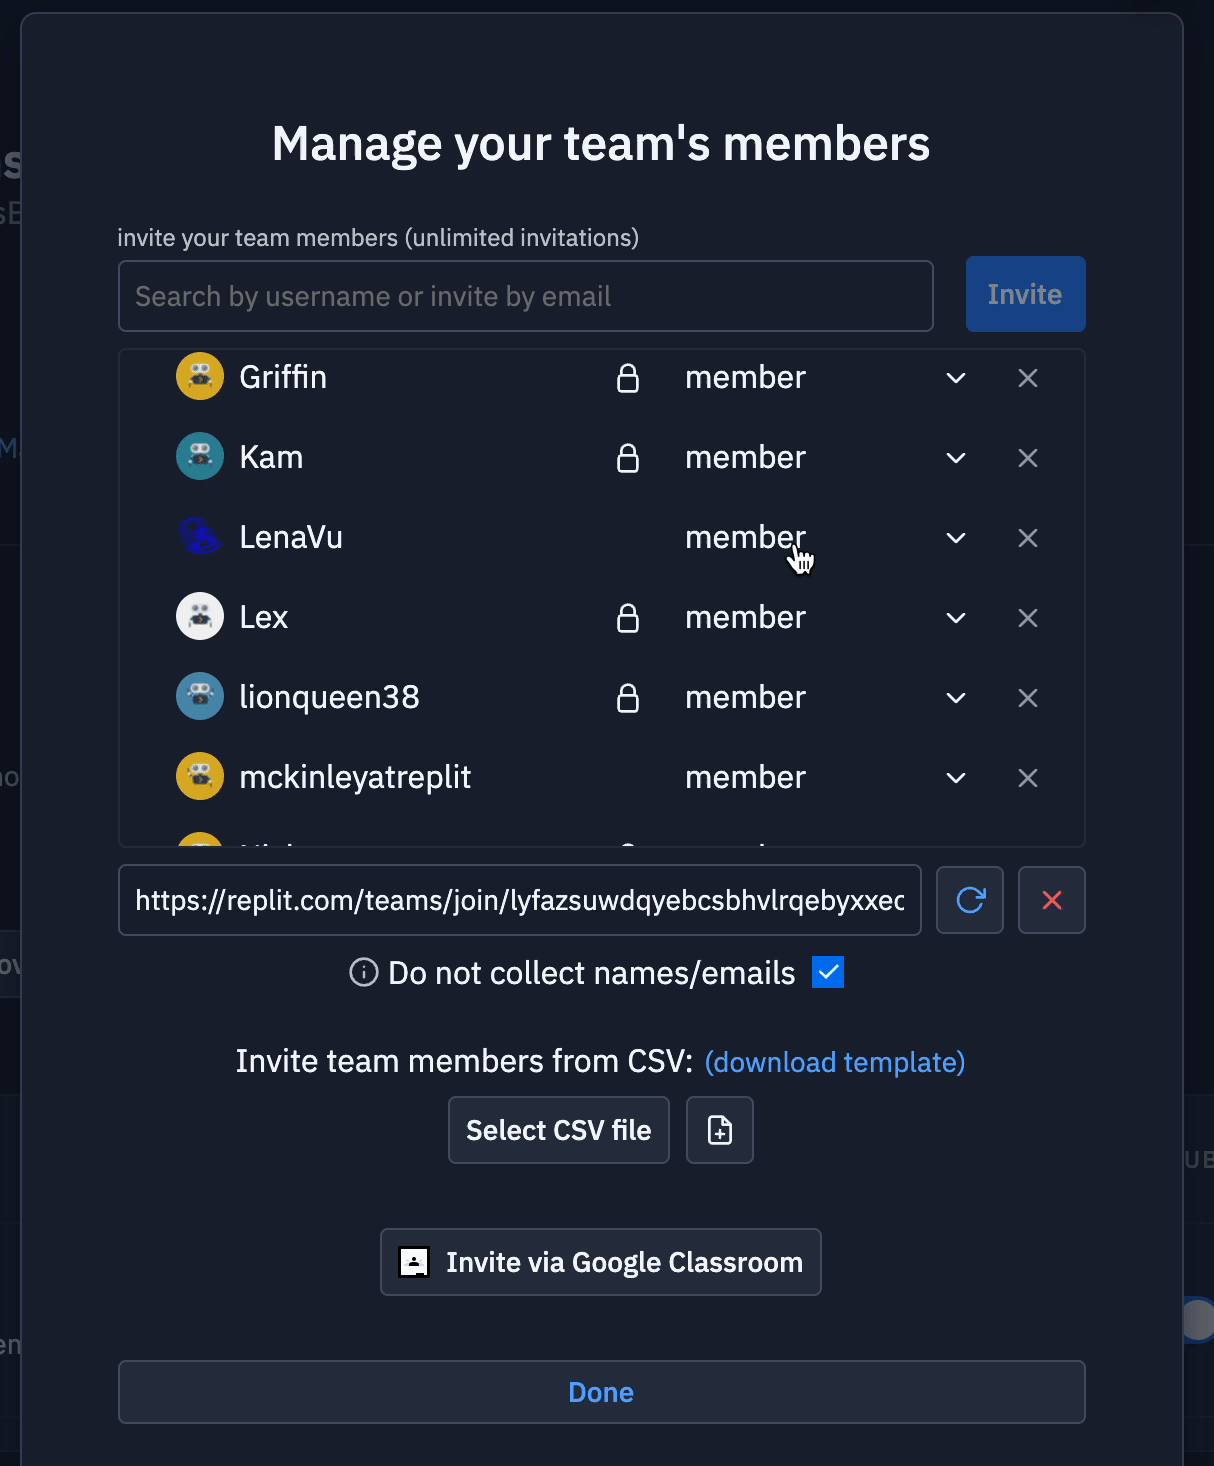 Manage your team's members
invite your team members (unlimited invitations)
Search by username or invite by email
Invite
Griffin member
Kam member
LenaVu member
Lex member
lionqueen38 member
mckinleyatreplit member
https://replit.com/teams/join/lyfazsuwdqyebcsbhvlrqebyxxec
Do not collect names/emails
Invite team members from CSV: (download template)
Select CSV file
Invite via Google Classroom
Done